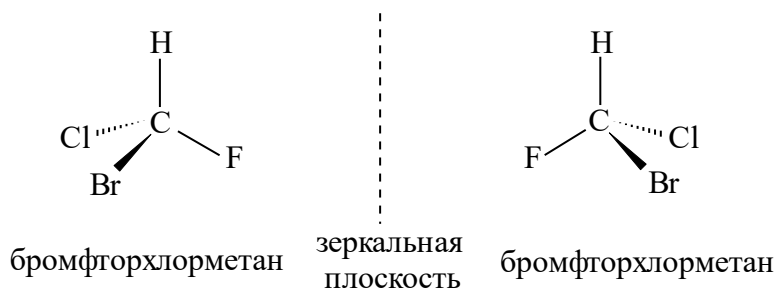 H
Cl C F
Br
бромфторхлорметан
зеркальная
плоскость
H
F C Cl
Br
бромфторхлорметан